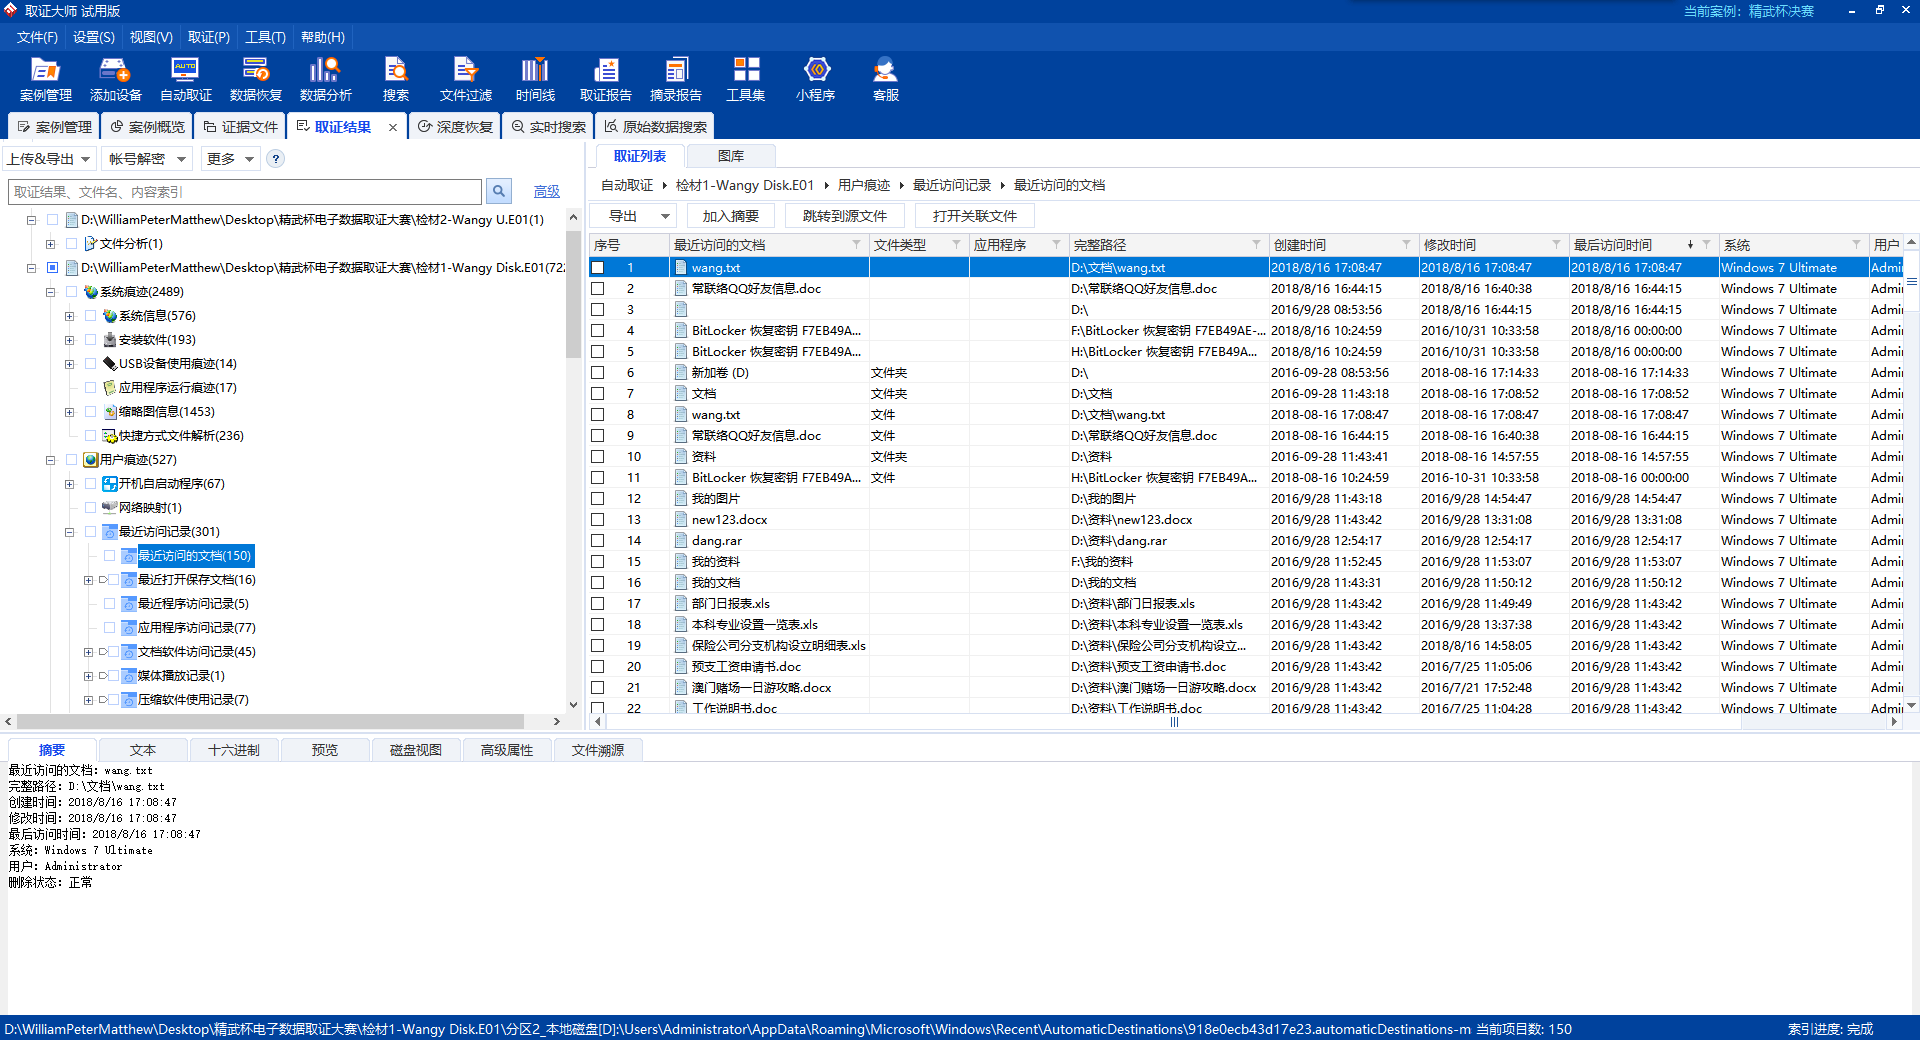 取证大师 试用版
当前案例：精武杯决赛
文件(F) 设置(S) 视图(V) 取证(P) 工具(T) 帮助(H)
案例管理 添加设备 自动取证 数据恢复 数据分析 搜索 文件过滤 时间线 取证报告 摘录报告 工具集 小程序 客服
案例管理 案例概览 证据文件 取证结果 深度恢复 实时搜索 原始数据搜索
上传&导出 帐号解密 更多 ?
取证结果、文件名、内容索引 高级
D:\WilliamPeterMatthew\Desktop\精武杯电子数据取证大赛\检材2-Wangy U.E01(1)
文件分析(1)
D:\WilliamPeterMatthew\Desktop\精武杯电子数据取证大赛\检材1-Wangy Disk.E01(722
系统痕迹(2489)
系统信息(576)
安装软件(193)
USB设备使用痕迹(14)
应用程序运行痕迹(17)
缩略图信息(1453)
快捷方式文件解析(236)
用户痕迹(527)
开机自启动程序(67)
网络映射(1)
最近访问记录(301)
最近访问的文档(150)
最近打开保存文档(16)
最近程序访问记录(5)
应用程序访问记录(77)
文档软件访问记录(45)
媒体播放记录(1)
压缩软件使用记录(7)
取证列表 图库
自动取证 检材1-Wangy Disk.E01 用户痕迹 最近访问记录 最近访问的文档
导出 加入摘要 跳转到源文件 打开关联文件
序号 最近访问的文档 文件类型 应用程序 完整路径 创建时间 修改时间 最后访问时间 系统 用户
1 wang.txt D:\文档\wang.txt 2018/8/16 17:08:47 2018/8/16 17:08:47 2018/8/16 17:08:47 Windows 7 Ultimate Admi
2 常联络QQ好友信息.doc D:\常联络QQ好友信息.doc 2018/8/16 16:44:15 2018/8/16 16:40:38 2018/8/16 16:44:15 Windows 7 Ultimate Admi
3 D:\ 2016/9/28 08:53:56 2018/8/16 16:44:15 2018/8/16 16:44:15 Windows 7 Ultimate Admi
4 BitLocker 恢复密钥 F7EB49A... F:\BitLocker 恢复密钥 F7EB49AE-... 2018/8/16 10:24:59 2016/10/31 10:33:58 2018/8/16 00:00:00 Windows 7 Ultimate Admi
5 BitLocker 恢复密钥 F7EB49A... H:\BitLocker 恢复密钥 F7EB49A... 2018/8/16 10:24:59 2016/10/31 10:33:58 2018/8/16 00:00:00 Windows 7 Ultimate Admi
6 新加卷 (D) 文件夹 D:\ 2016-09-28 08:53:56 2018-08-16 17:14:33 2018-08-16 17:14:33 Windows 7 Ultimate Admi
7 文档 文件夹 D:\文档 2016-09-28 11:43:18 2018-08-16 17:08:52 2018-08-16 17:08:52 Windows 7 Ultimate Admi
8 wang.txt 文件 D:\文档\wang.txt 2018-08-16 17:08:47 2018-08-16 17:08:47 2018-08-16 17:08:47 Windows 7 Ultimate Admi
9 常联络QQ好友信息.doc 文件 D:\常联络QQ好友信息.doc 2018-08-16 16:44:15 2018-08-16 16:40:38 2018-08-16 16:44:15 Windows 7 Ultimate Admi
10 资料 文件夹 D:\资料 2016-09-28 11:43:41 2018-08-16 14:57:55 2018-08-16 14:57:55 Windows 7 Ultimate Admi
11 BitLocker 恢复密钥 F7EB49A... 文件 H:\BitLocker 恢复密钥 F7EB49A... 2018-08-16 10:24:59 2016-10-31 10:33:58 2018-08-16 00:00:00 Windows 7 Ultimate Admi
12 我的图片 D:\我的图片 2016/9/28 11:43:18 2016/9/28 14:54:47 2016/9/28 14:54:47 Windows 7 Ultimate Admi
13 new123.docx D:\资料\new123.docx 2016/9/28 11:43:42 2016/9/28 13:31:08 2016/9/28 13:31:08 Windows 7 Ultimate Admi
14 dang.rar D:\资料\dang.rar 2016/9/28 12:54:17 2016/9/28 12:54:17 2016/9/28 12:54:17 Windows 7 Ultimate Admi
15 我的资料 F:\我的资料 2016/9/28 11:52:45 2016/9/28 11:53:07 2016/9/28 11:53:07 Windows 7 Ultimate Admi
16 我的文档 D:\我的文档 2016/9/28 11:43:31 2016/9/28 11:50:12 2016/9/28 11:50:12 Windows 7 Ultimate Admi
17 部门日报表.xls D:\资料\部门日报表.xls 2016/9/28 11:43:42 2016/9/28 11:49:49 2016/9/28 11:43:42 Windows 7 Ultimate Admi
18 本科专业设置一览表.xls D:\资料\本科专业设置一览表.xls 2016/9/28 11:43:42 2016/9/28 13:37:38 2016/9/28 11:43:42 Windows 7 Ultimate Admi
19 保险公司分支机构设立明细表.xls D:\资料\保险公司分支机构设立... 2016/9/28 11:43:42 2018/8/16 14:58:05 2016/9/28 11:43:42 Windows 7 Ultimate Admi
20 预支工资申请书.doc D:\资料\预支工资申请书.doc 2016/9/28 11:43:42 2016/7/25 11:05:06 2016/9/28 11:43:42 Windows 7 Ultimate Admi
21 澳门赌场一日游攻略.docx D:\资料\澳门赌场一日游攻略.docx 2016/9/28 11:43:42 2016/7/21 17:52:48 2016/9/28 11:43:42 Windows 7 Ultimate Admi
22 工作说明书.doc D:\资料\工作说明书.doc 2016/9/28 11:43:42 2016/7/25 11:04:28 2016/9/28 11:43:42 Windows 7 Ultimate Admi
摘要 文本 十六进制 预览 磁盘视图 高级属性 文件溯源
最近访问的文档：wang.txt
完整路径：D:\文档\wang.txt
创建时间：2018/8/16 17:08:47
修改时间：2018/8/16 17:08:47
最后访问时间：2018/8/16 17:08:47
系统：Windows 7 Ultimate
用户：Administrator
删除状态：正常
D:\WilliamPeterMatthew\Desktop\精武杯电子数据取证大赛\检材1-Wangy Disk.E01\分区2_本地磁盘[D]:\Users\Administrator\AppData\Roaming\Microsoft\Windows\Recent\AutomaticDestinations\918e0ecb43d17e23.automaticDestinations-m 当前项目数: 150 索引进度: 完成